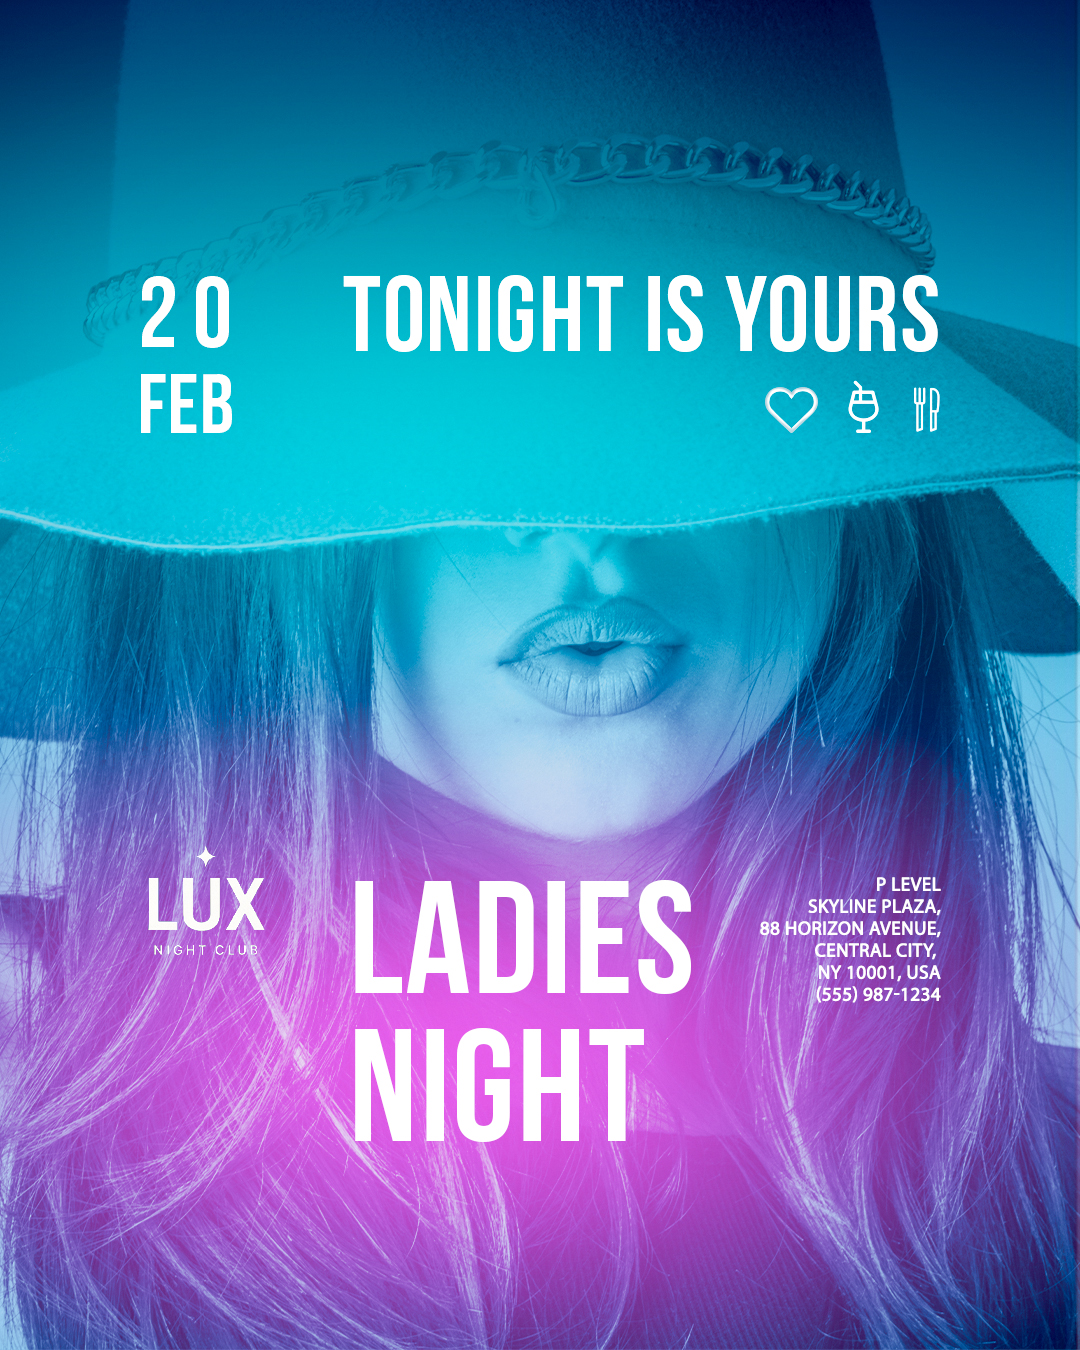 20
FEB
TONIGHT IS YOURS
LUX
NIGHT CLUB
LADIES
NIGHT
P LEVEL
SKYLINE PLAZA,
88 HORIZON AVENUE,
CENTRAL CITY,
NY 10001, USA
(555) 987-1234